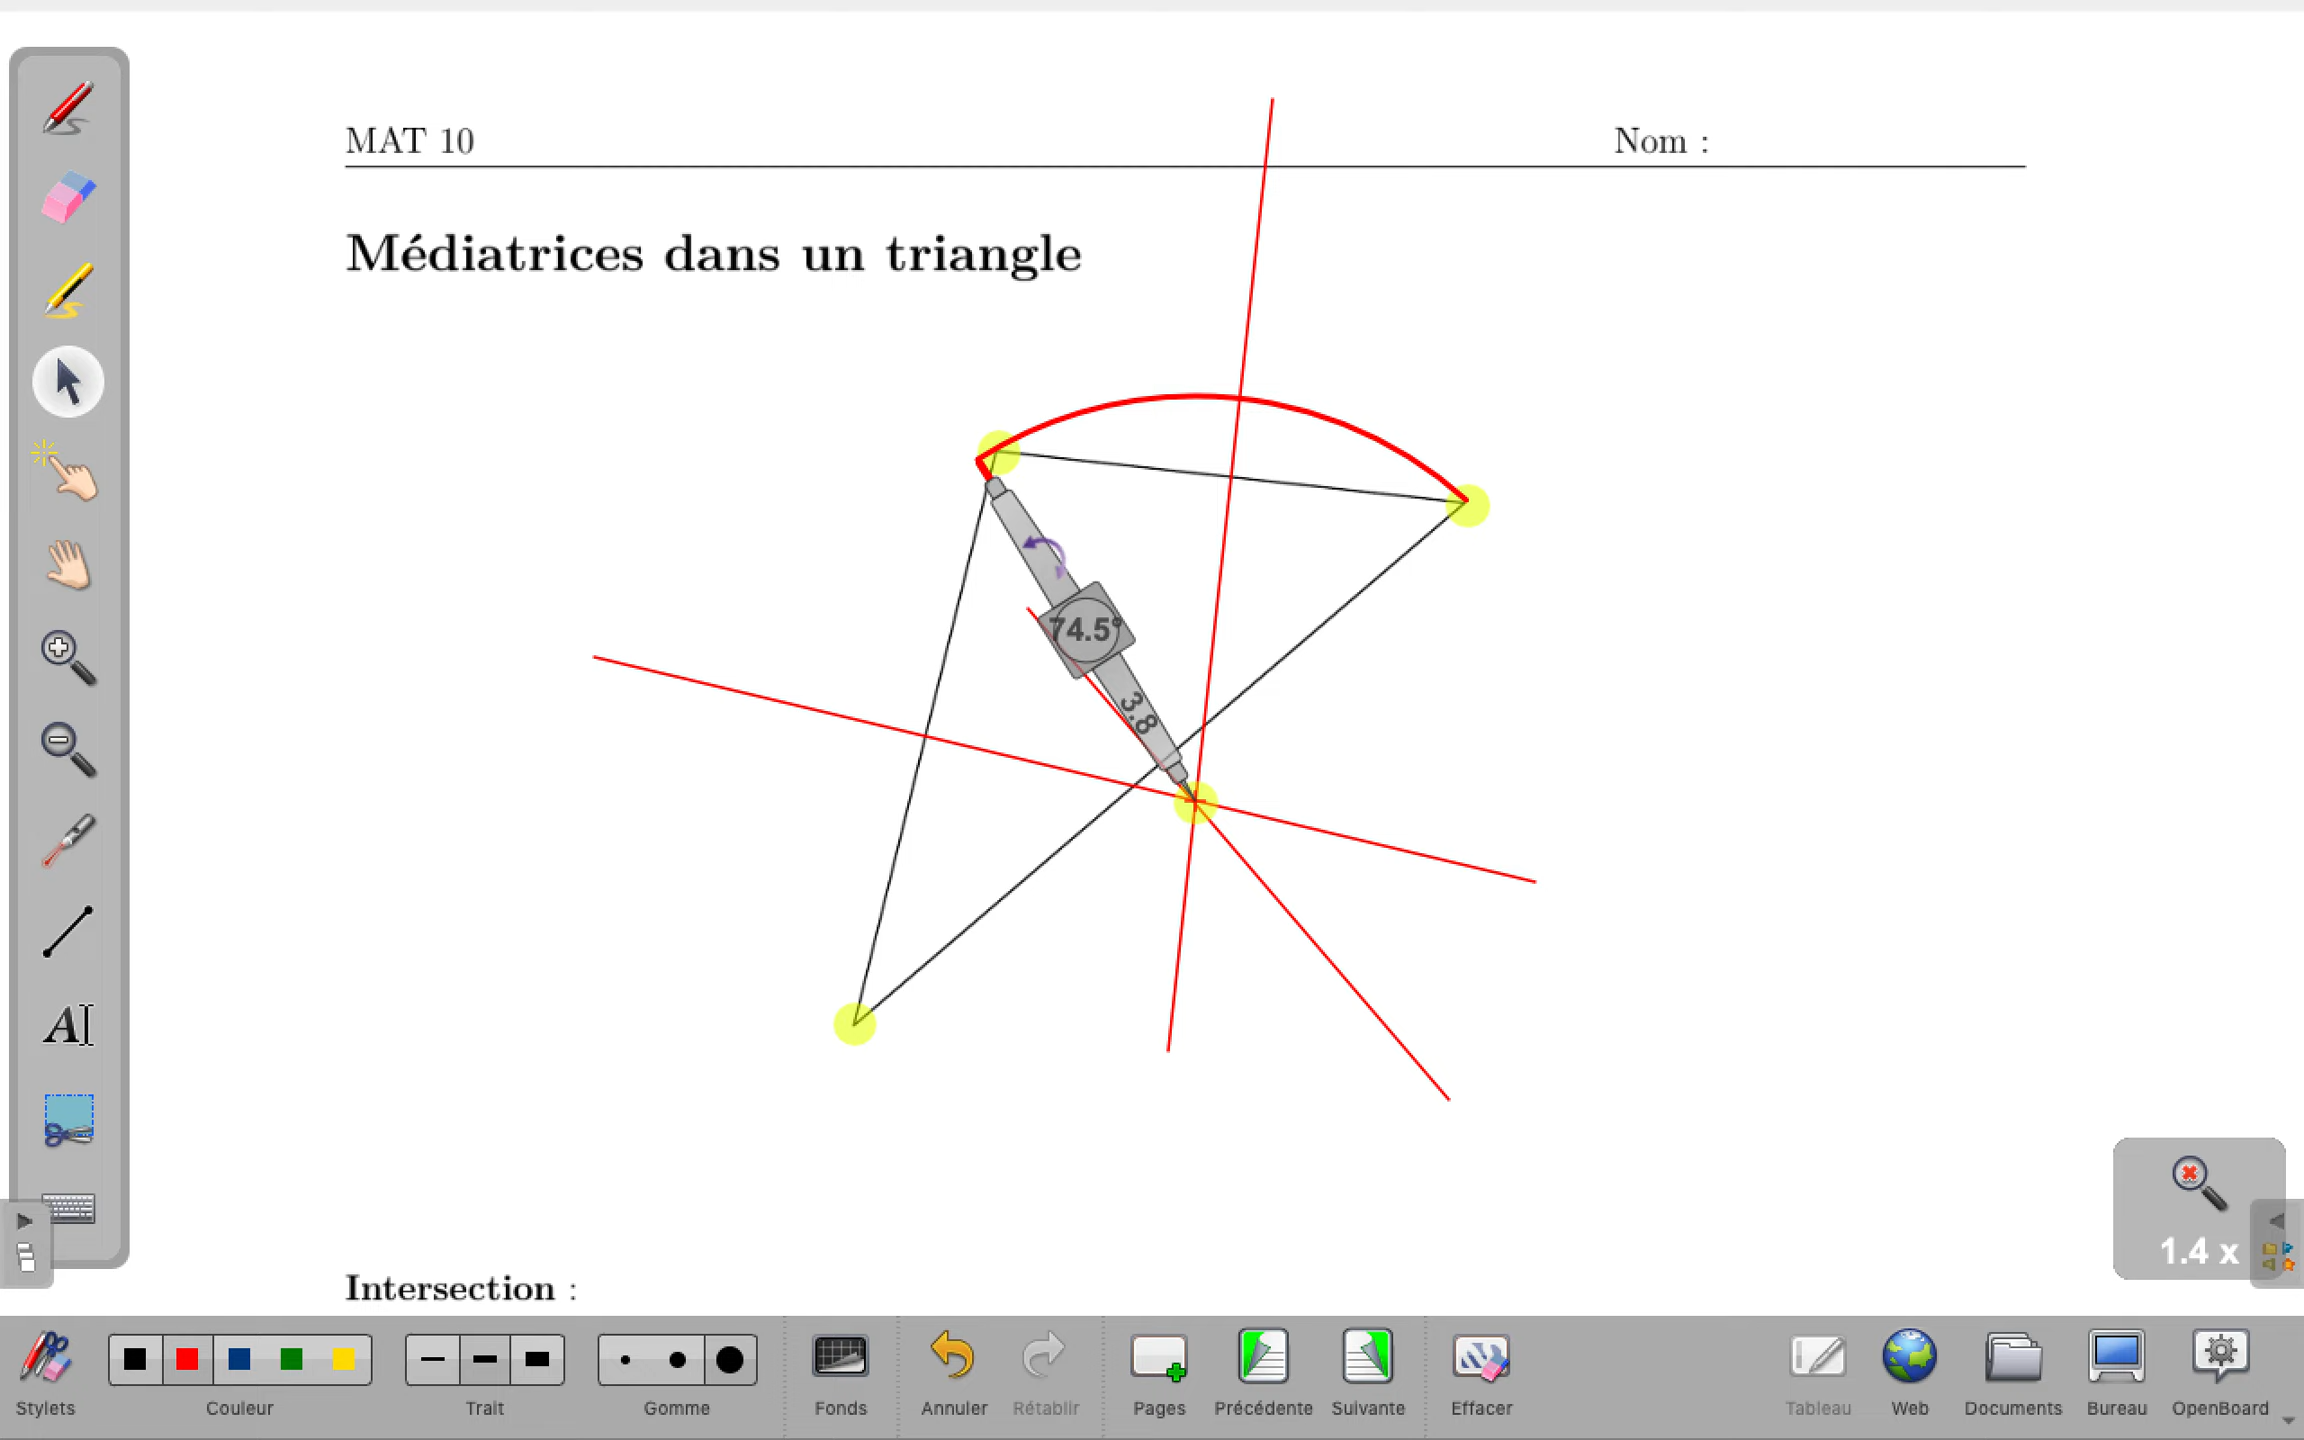 MAT 10 Nom :
Médiatrices dans un triangle
74.5°
3.8
A
Intersection :
1.4 x
Stylets Couleur Trait Gomme Fonds Annuler Rétablir Pages Précédente Suivante Effacer Tableau Web Documents Bureau OpenBoard